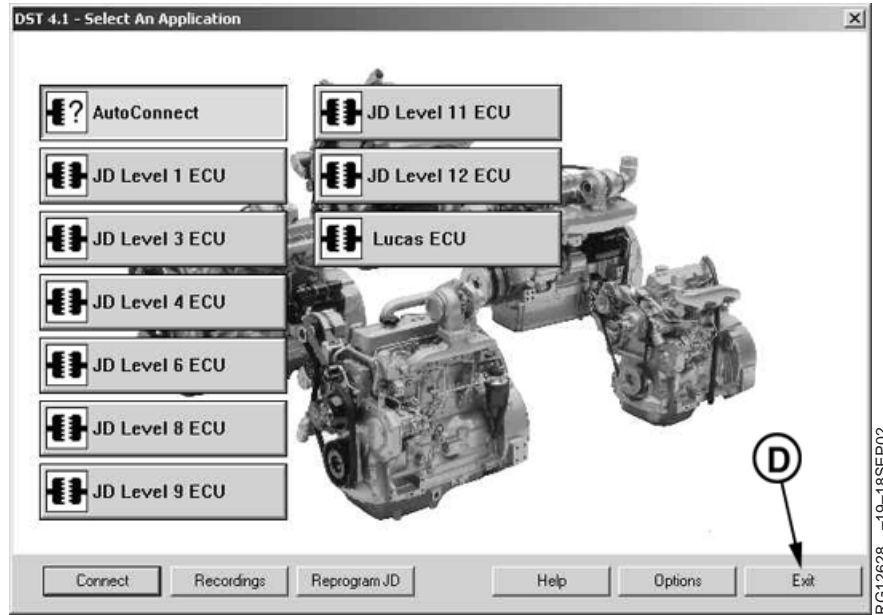 DST 4.1 - Select An Application
? AutoConnect
JD Level 1 ECU
JD Level 3 ECU
JD Level 4 ECU
JD Level 6 ECU
JD Level 8 ECU
JD Level 9 ECU
JD Level 11 ECU
JD Level 12 ECU
Lucas ECU
D
Connect
Recordings
Reprogram JD
Help
Options
Exit
RG12628 –19–18SEP02